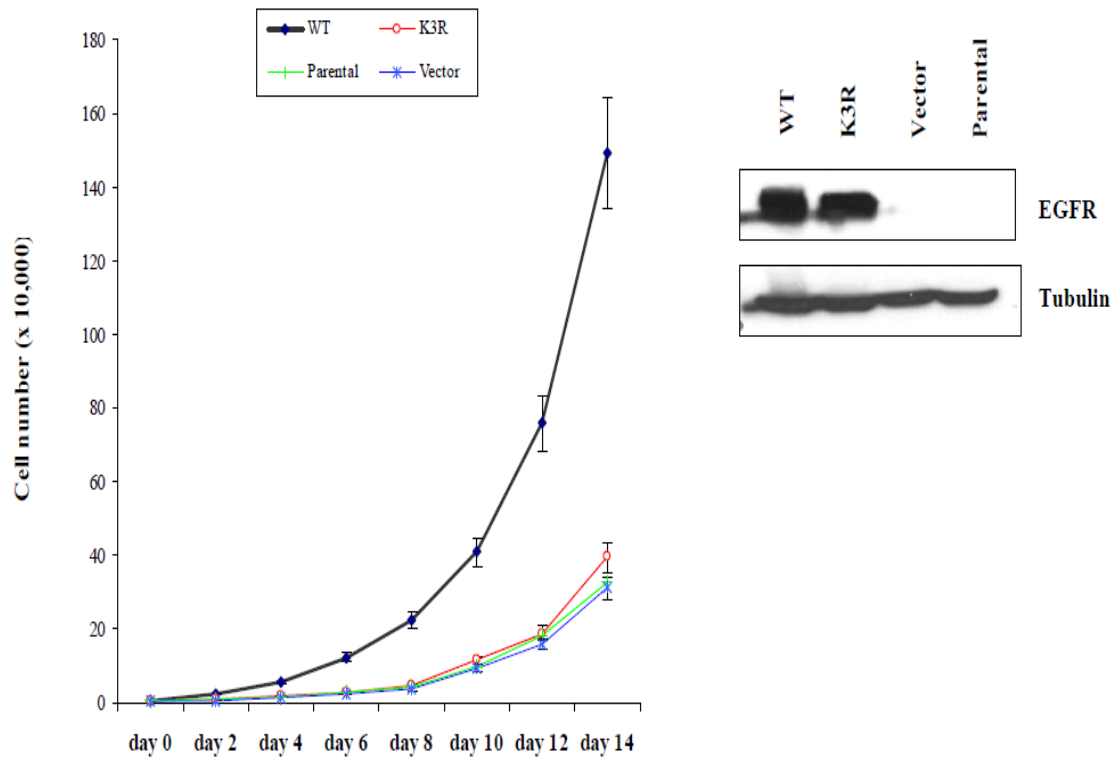 WT
K3R
Parental
Vector
180
160
140
120
100
80
60
40
20
0
Cell number (x 10,000)
day 0 day 2 day 4 day 6 day 8 day 10 day 12 day 14
WT
K3R
Vector
Parental
EGFR
Tubulin